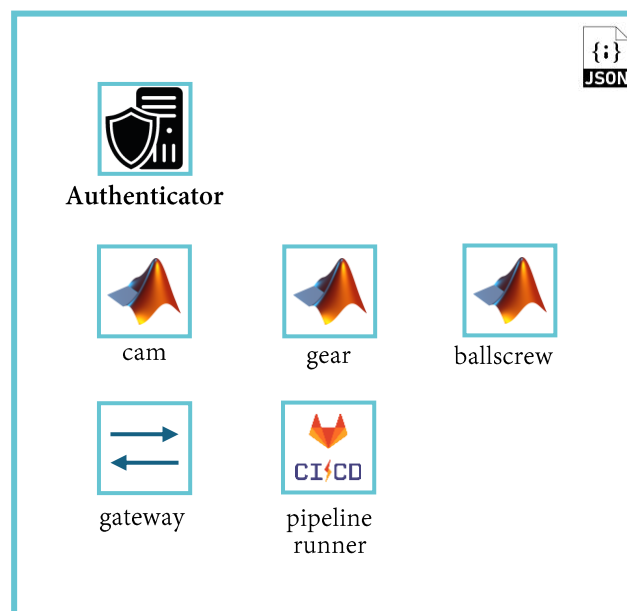 {;}
JSON
Authenticator
cam
gear
ballscrew
gateway
CI/CD
pipeline
runner